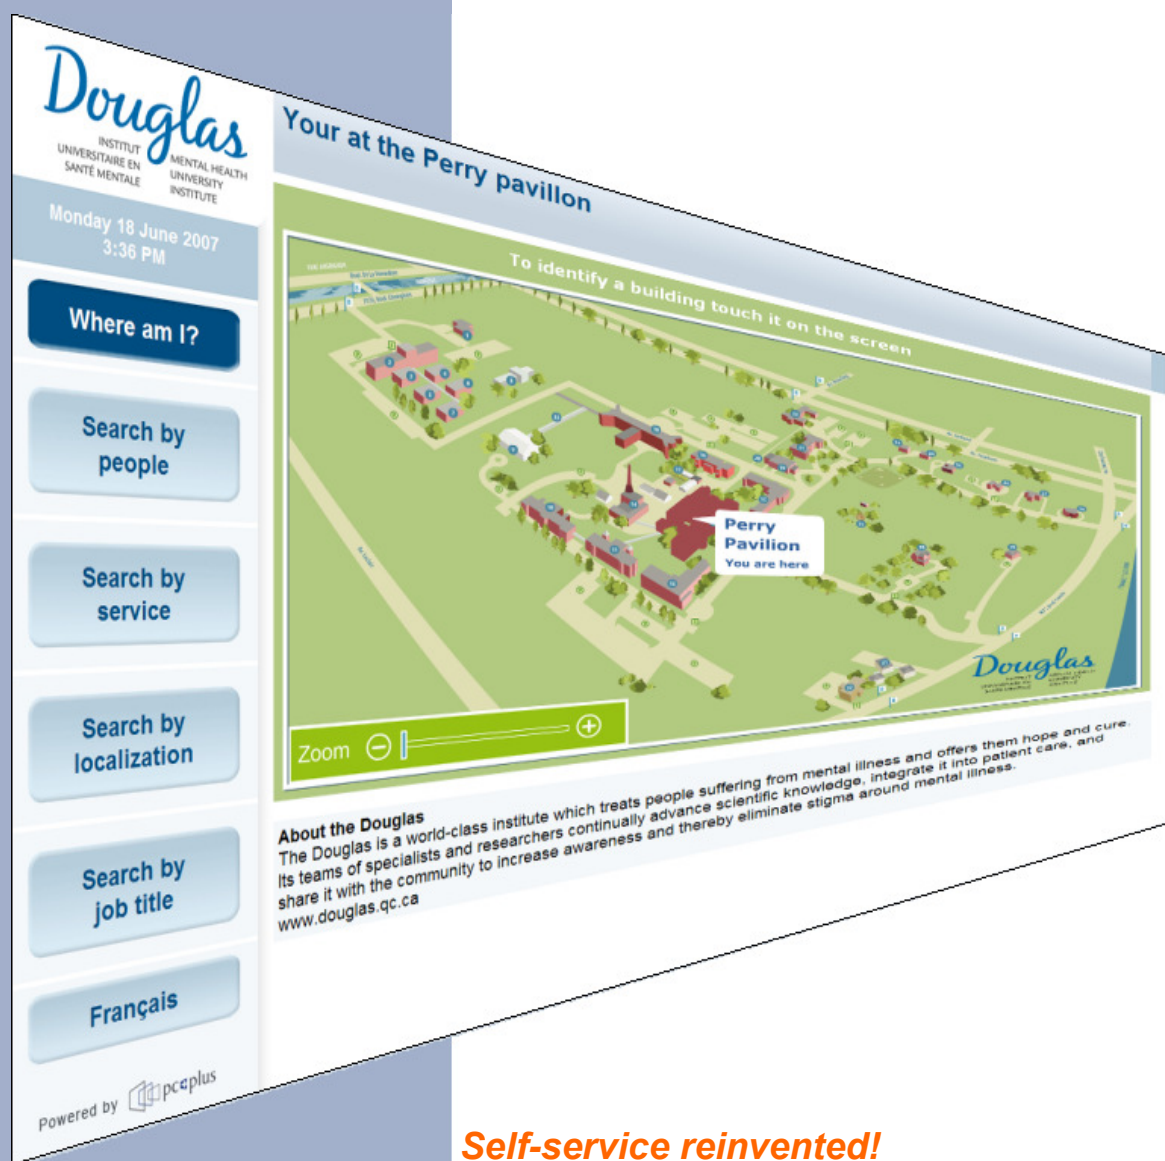 Douglas
INSTITUT
UNIVERSITAIRE EN
SANTÉ MENTALE
MENTAL HEALTH
UNIVERSITY
INSTITUTE
Monday 18 June 2007
3:36 PM
Where am I?
Search by
people
Search by
service
Search by
localization
Search by
job title
Français
Powered by pceplus
Your at the Perry pavillon
To identify a building touch it on the screen
Perry
Pavilion
You are here
Douglas
Zoom
About the Douglas
The Douglas is a world-class institute which treats people suffering from mental illness and offers them hope and cure.
Its teams of specialists and researchers continually advance scientific knowledge, integrate it into patient care, and
share it with the community to increase awareness and thereby eliminate stigma around mental illness.
www.douglas.qc.ca
Self-service reinvented!